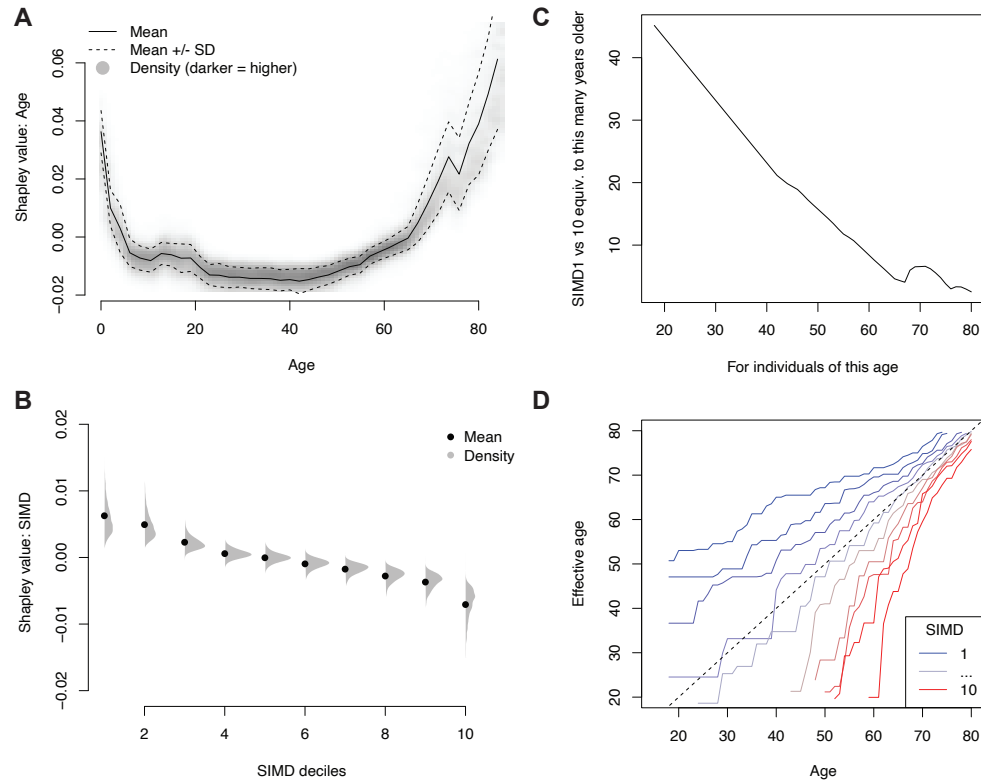 A
Mean
Mean +/- SD
Density (darker = higher)
Shapley value: Age
−0.02 0.00 0.02 0.04 0.06
0 20 40 60 80
Age
C
SIMD1 vs 10 equiv. to this many years older
10 20 30 40
20 30 40 50 60 70 80
For individuals of this age
B
Mean
Density
Shapley value: SIMD
−0.02 −0.01 0.00 0.01 0.02
2 4 6 8 10
SIMD deciles
D
Effective age
20 30 40 50 60 70 80
SIMD
1
...
10
20 30 40 50 60 70 80
Age